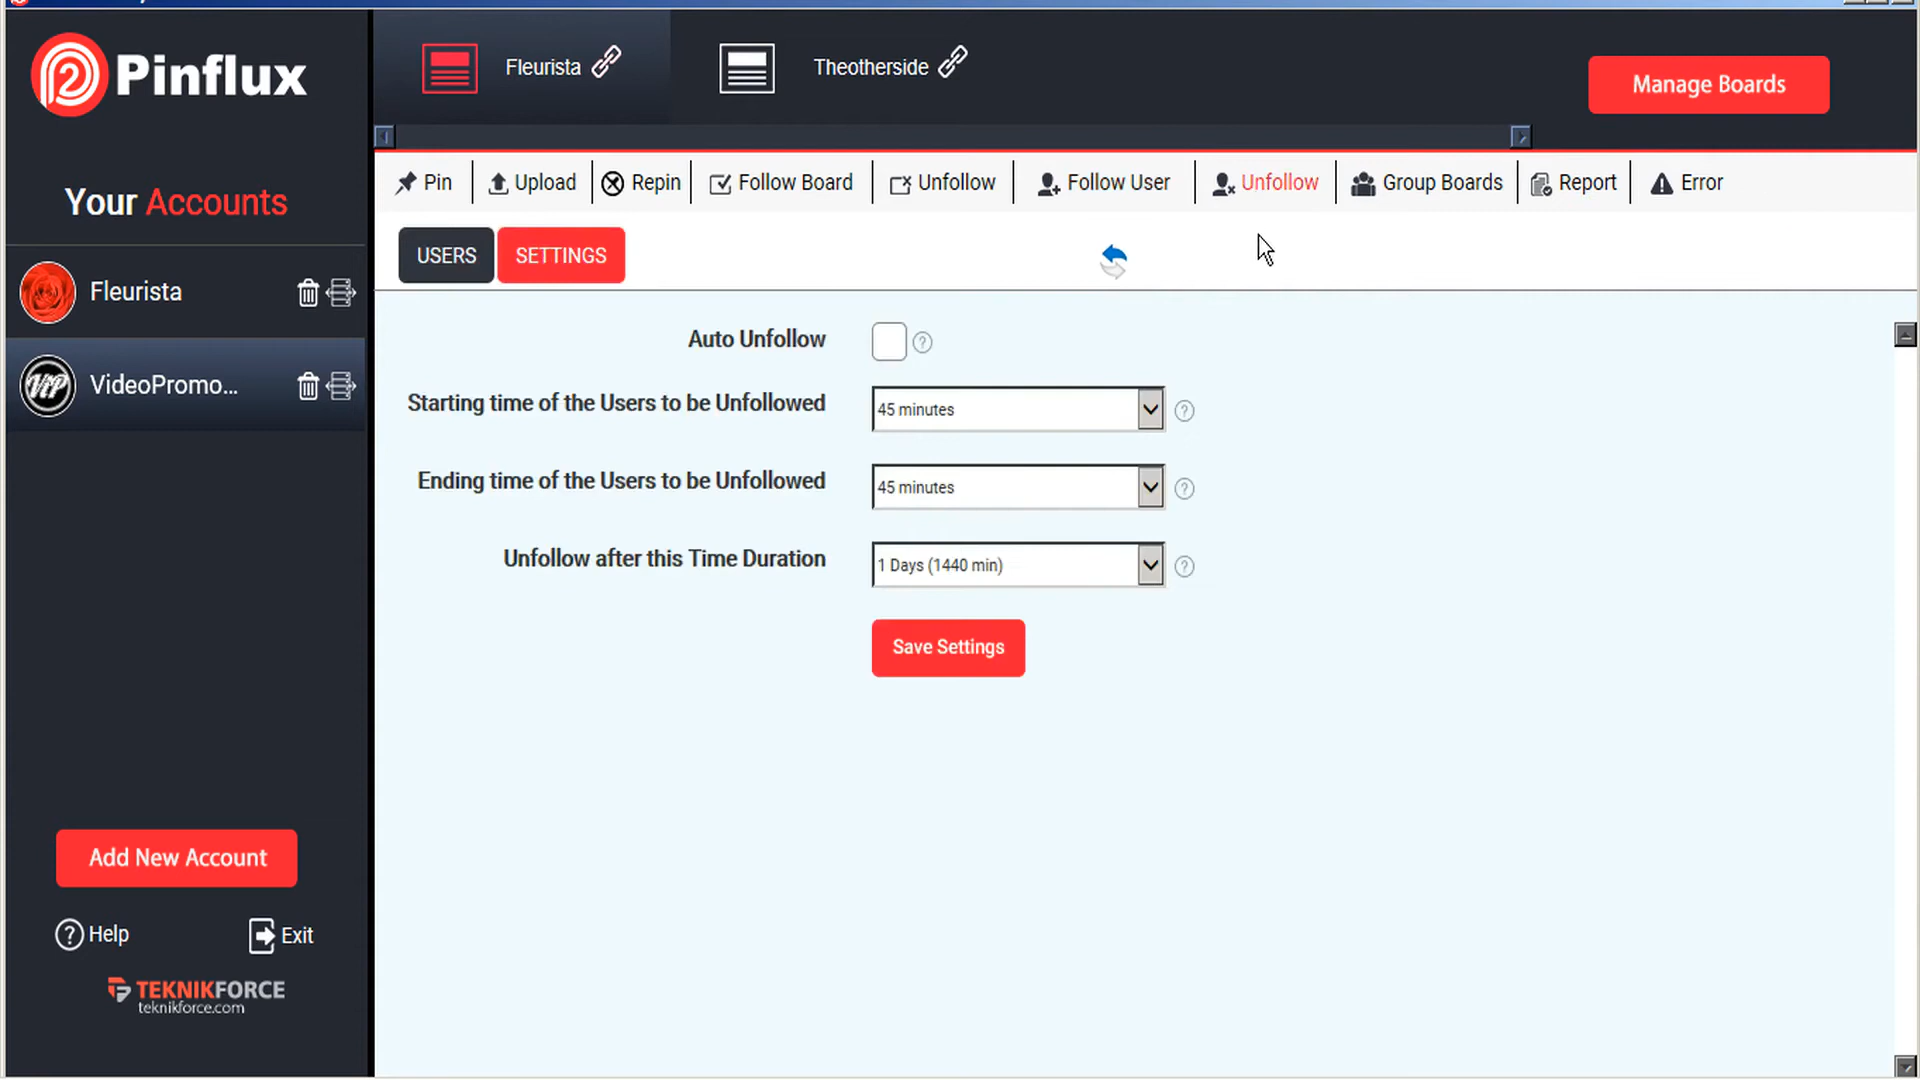 Pinflux
Fleurista
Theotherside
Manage Boards
Pin
Upload
Repin
Follow Board
Unfollow
Follow User
Unfollow
Group Boards
Report
Error
Your Accounts
USERS
SETTINGS
Fleurista
VideoPromo...
VIP
Auto Unfollow
?
Starting time of the Users to be Unfollowed
45 minutes
?
Ending time of the Users to be Unfollowed
45 minutes
?
Unfollow after this Time Duration
1 Days (1440 min)
?
Save Settings
Add New Account
? Help
Exit
TEKNIKFORCE
teknikforce.com